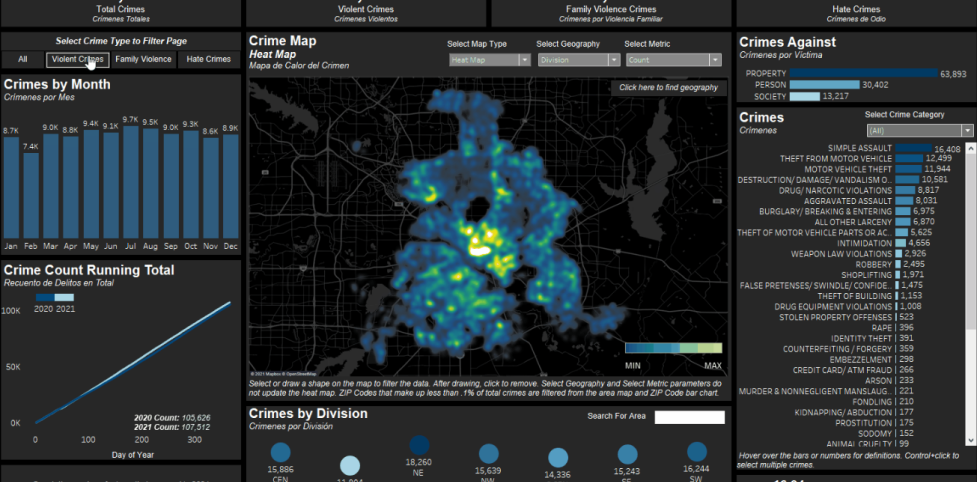 Total Crimes
Crímenes Totales
Violent Crimes
Crímenes Violentos
Family Violence Crimes
Crímenes por Violencia Familiar
Hate Crimes
Crímenes de Odio
Select Crime Type to Filter Page
All
Violent Crimes
Family Violence
Hate Crimes
Crimes by Month
Crímenes por Mes
8.7K 7.4K 9.0K 8.8K 9.4K 9.1K 9.7K 9.5K 9.0K 9.3K 8.6K 8.9K
Jan Feb Mar Apr May Jun Jul Aug Sep Oct Nov Dec
Crime Count Running Total
Recuento de Delitos en Total
2020 2021
100K
50K
0K
2020 Count: 105,626
2021 Count: 107,512
0 100 200 300
Day of Year
Crime Map
Heat Map
Mapa de Calor del Crimen
Select Map Type
Heat Map
Select Geography
Division
Select Metric
Count
Click here to find geography
MIN MAX
© 2021 Mapbox © OpenStreetMap
Select or draw a shape on the map to filter the data. After drawing, click to remove. Select Geography and Select Metric parameters do
not update the heat map. ZIP Codes that make up less than .1% of total crimes are filtered from the area map and ZIP Code bar chart.
Crimes by Division
Crímenes por División
Search For Area
15,886
CEN
18,260
NE
15,639
NW
14,336
15,243
16,244
SW
Crimes Against
Crímenes por Víctima
PROPERTY 63,893
PERSON 30,402
SOCIETY 13,217
Crimes
Crímenes
Select Crime Category
(All)
SIMPLE ASSAULT 16,408
THEFT FROM MOTOR VEHICLE 12,499
MOTOR VEHICLE THEFT 11,944
DESTRUCTION/ DAMAGE/ VANDALISM O.. 10,581
DRUG/ NARCOTIC VIOLATIONS 8,817
AGGRAVATED ASSAULT 8,031
BURGLARY/ BREAKING & ENTERING 6,975
ALL OTHER LARCENY 6,870
THEFT OF MOTOR VEHICLE PARTS OR AC.. 5,625
INTIMIDATION 4,656
WEAPON LAW VIOLATIONS 2,926
ROBBERY 2,495
SHOPLIFTING 1,971
FALSE PRETENSES/ SWINDLE/ CONFIDE.. 1,475
THEFT OF BUILDING 1,153
DRUG EQUIPMENT VIOLATIONS 1,008
STOLEN PROPERTY OFFENSES 523
RAPE 396
IDENTITY THEFT 391
COUNTERFEITING / FORGERY 359
EMBEZZELMENT 298
CREDIT CARD/ ATM FRAUD 266
ARSON 233
MURDER & NONNEGLIGENT MANSLAUG.. 221
FONDLING 210
KIDNAPPING/ ABDUCTION 177
PROSTITUTION 175
SODOMY 152
ANIMAL CRUELTY 99
Hover over the bars or numbers for definitions. Control+click to
select multiple crimes.